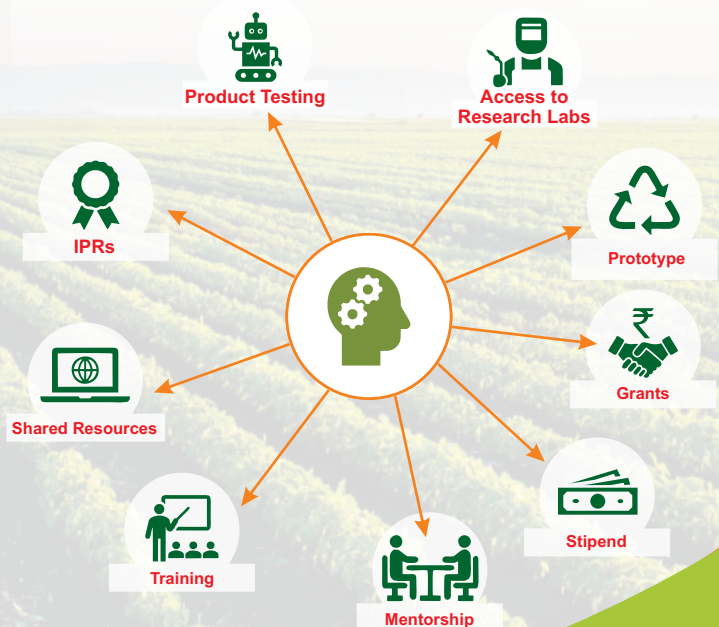 Product Testing
Access to
Research Labs
IPRs
Prototype
₹
Grants
Shared Resources
Stipend
Training
Mentorship